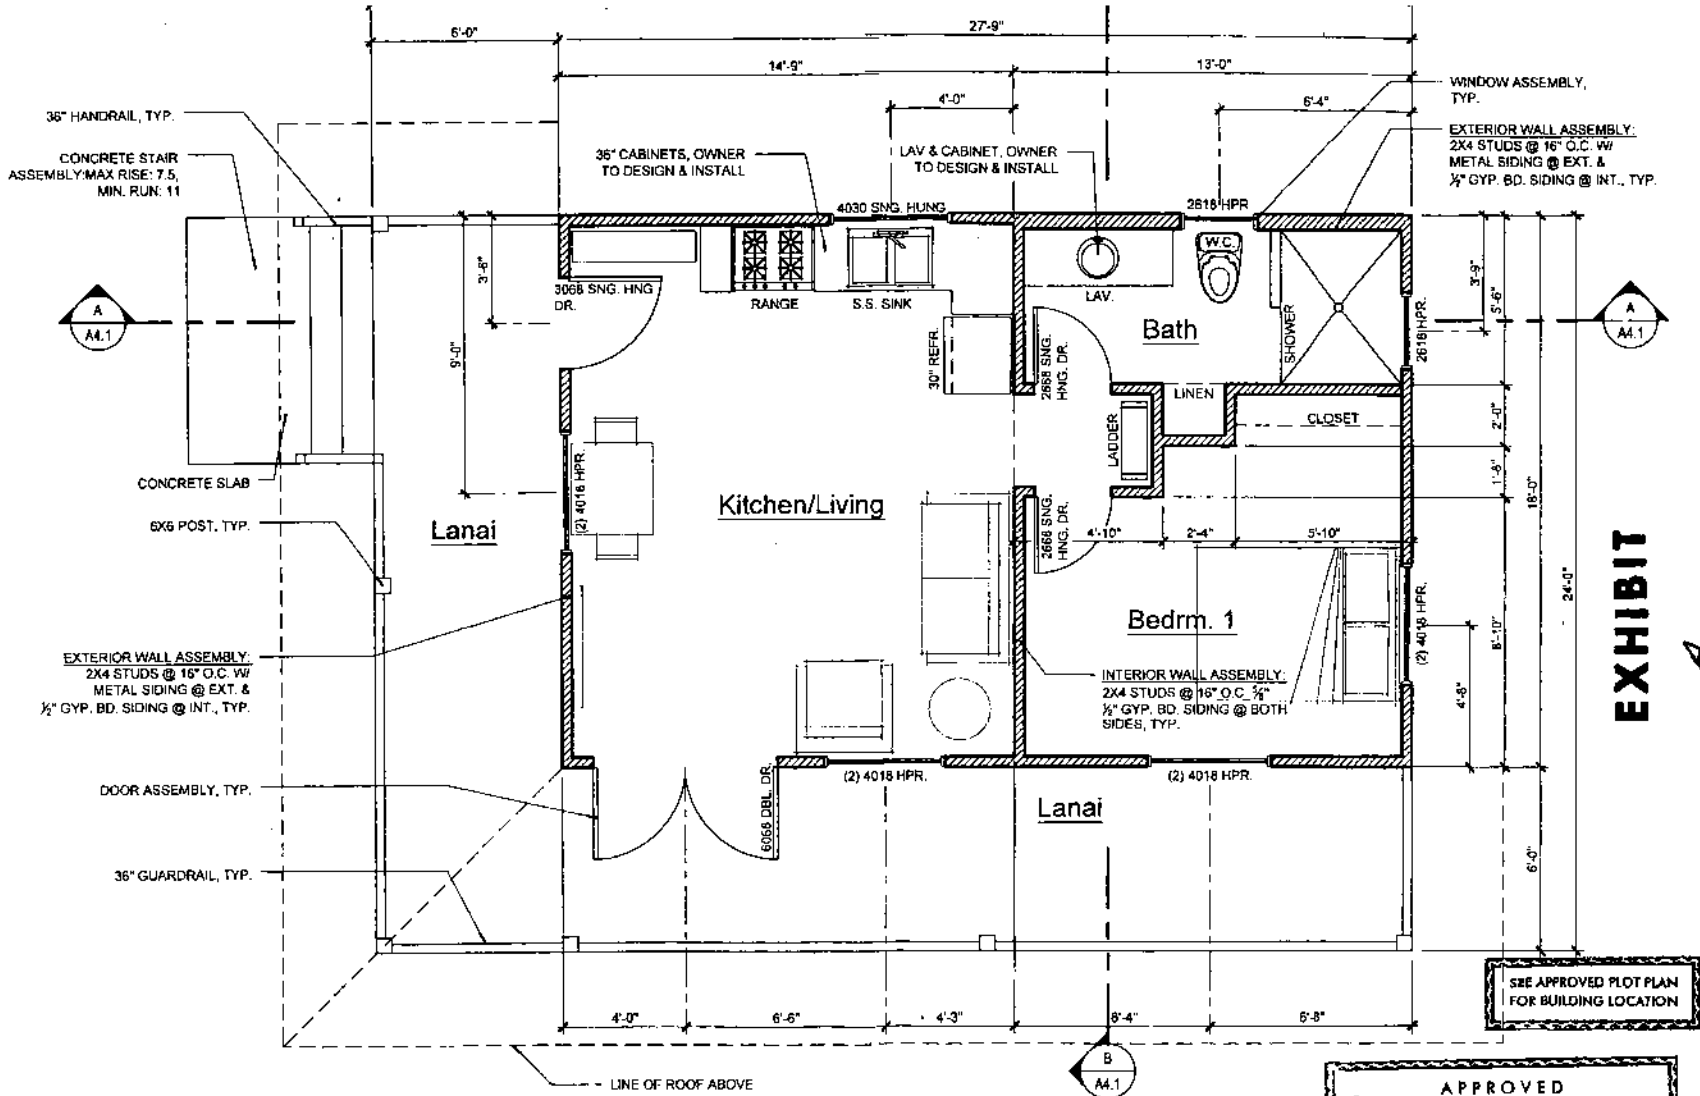 6'-0"
27'-9"
14'-9"
13'-0"
4'-0"
6'-4"
WINDOW ASSEMBLY,
TYP.
36" HANDRAIL, TYP.
CONCRETE STAIR
ASSEMBLY:MAX RISE: 7.5,
MIN. RUN: 11
36" CABINETS, OWNER
TO DESIGN & INSTALL
LAV & CABINET, OWNER
TO DESIGN & INSTALL
EXTERIOR WALL ASSEMBLY:
2X4 STUDS @ 16" O.C. W/
METAL SIDING @ EXT. &
½" GYP. BD. SIDING @ INT., TYP.
4030 SNG. HUNG
2618 HPR
W.C.
LAV.
3'-6"
3068 SNG. HNG
DR.
RANGE
S.S. SINK
SHOWER
3'-9"
5'-6"
A
A4.1
A
A4.1
Bath
2618 HPR.
9'-0"
30" REFR.
2668 SNG.
HNG. DR.
LINEN
CLOSET
2'-0"
LADDER
1'-8"
CONCRETE SLAB
(2) 4018 HPR.
Kitchen/Living
18'-0"
6X6 POST, TYP.
Lanai
2668 SNG.
HNG. DR.
4'-10"
2'-4"
5'-10"
24'-0"
EXHIBIT
Bedrm. 1
(2) 4018 HPR.
8'-10"
4'-8"
EXTERIOR WALL ASSEMBLY:
2X4 STUDS @ 16" O.C. W/
METAL SIDING @ EXT. &
½" GYP. BD. SIDING @ INT., TYP.
INTERIOR WALL ASSEMBLY:
2X4 STUDS @ 16" O.C.
½" GYP. BD. SIDING @ BOTH
SIDES, TYP.
DOOR ASSEMBLY, TYP.
6068 DBL. DR.
(2) 4018 HPR.
(2) 4018 HPR.
Lanai
36" GUARDRAIL, TYP.
6'-0"
SEE APPROVED PLOT PLAN
FOR BUILDING LOCATION
4'-0"
6'-6"
4'-3"
6'-4"
6'-8"
B
A4.1
LINE OF ROOF ABOVE
APPROVED